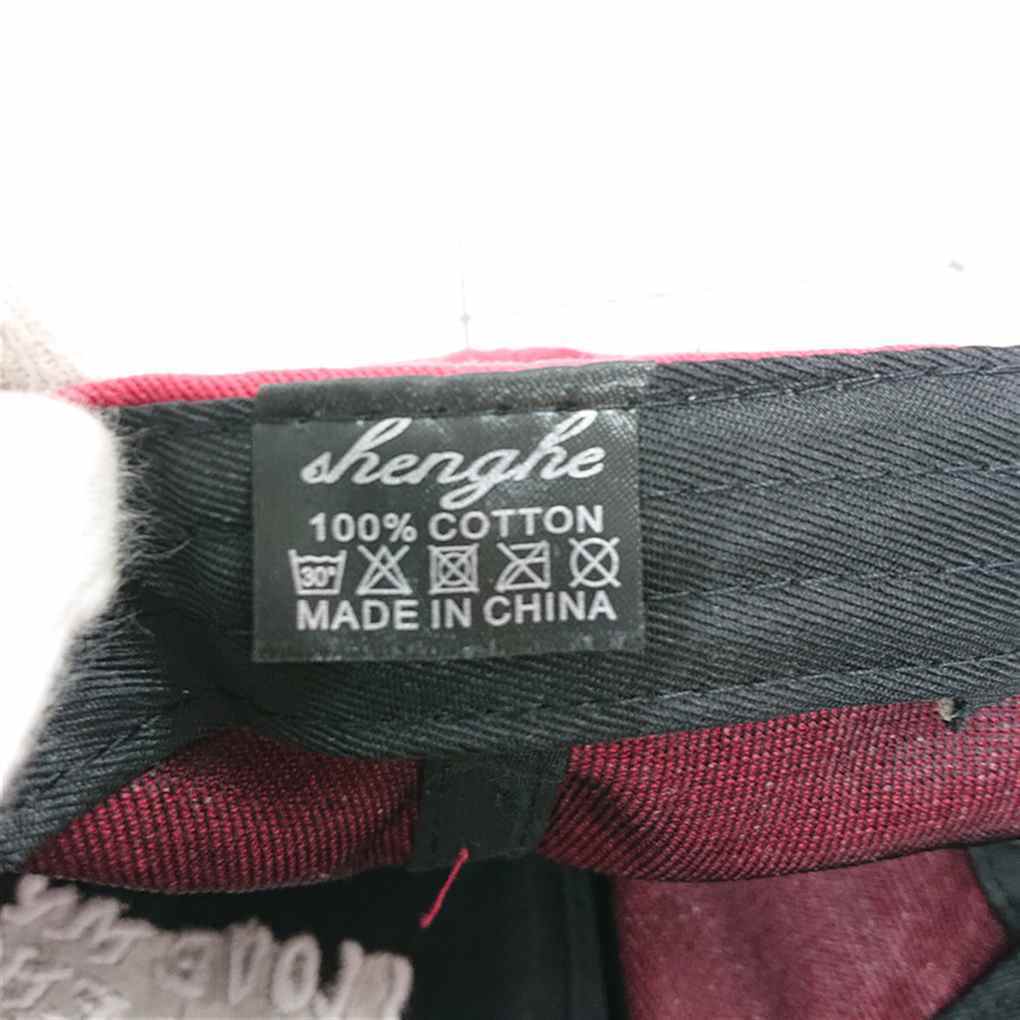 shenghe
100% COTTON
30°
MADE IN CHINA